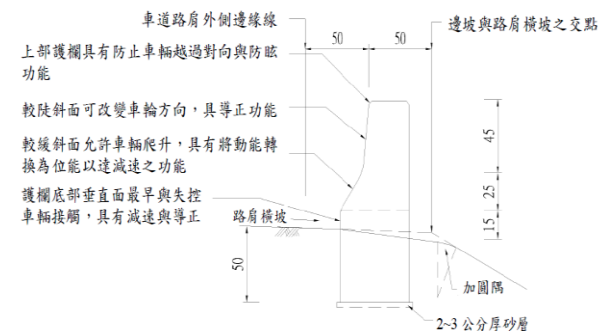 車道路肩外側邊緣線
50
50
邊坡與路肩橫坡之交點
上部護欄具有防止車輛越過對向與防眩
功能
較陡斜面可改變車輪方向，具導正功能
45
較緩斜面允許車輛爬升，具有將動能轉
換為位能以達減速之功能
25
護欄底部垂直面最早與失控
車輛接觸，具有減速與導正
路肩橫坡
15
50
加圓隅
2~3公分厚砂層